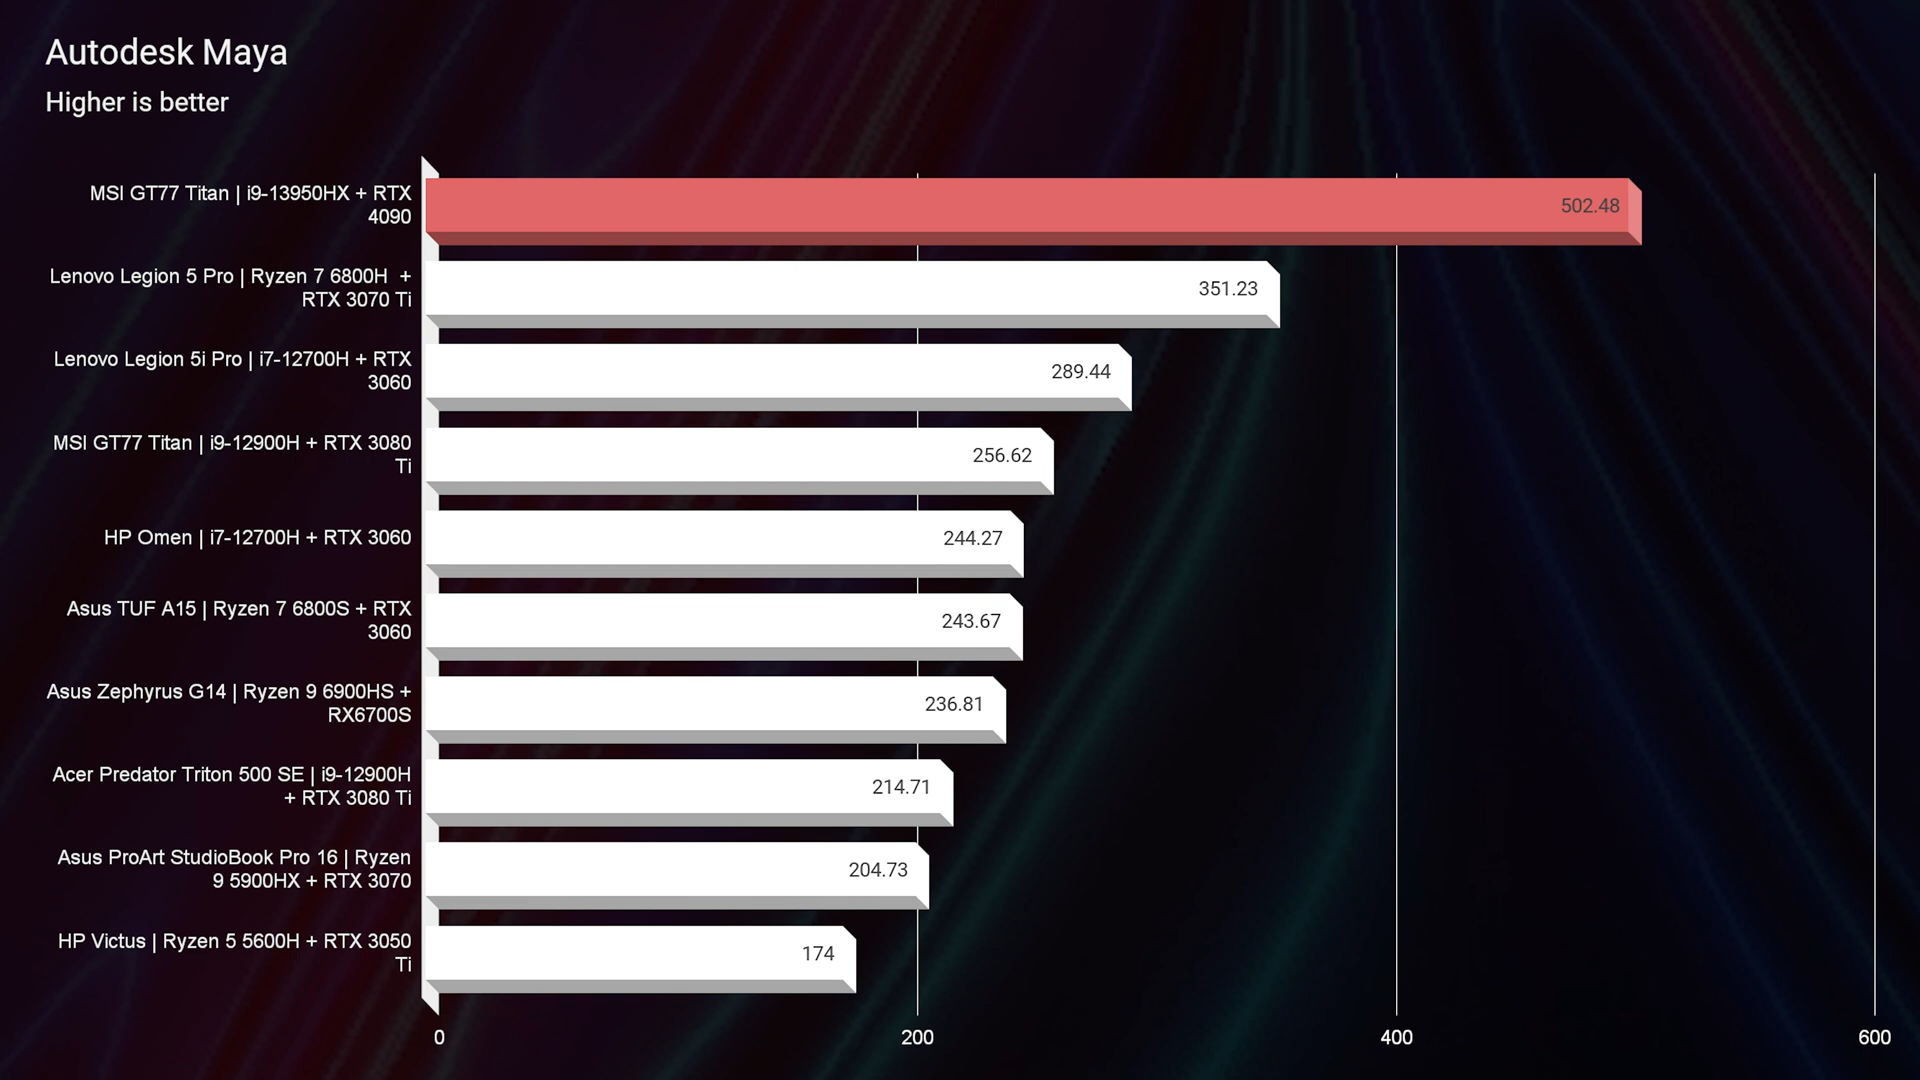 Autodesk Maya
Higher is better
MSI GT77 Titan | i9-13950HX + RTX
4090
502.48
Lenovo Legion 5 Pro | Ryzen 7 6800H  +
RTX 3070 Ti
351.23
Lenovo Legion 5i Pro | i7-12700H + RTX
3060
289.44
MSI GT77 Titan | i9-12900H + RTX 3080
Ti
256.62
HP Omen | i7-12700H + RTX 3060
244.27
Asus TUF A15 | Ryzen 7 6800S + RTX
3060
243.67
Asus Zephyrus G14 | Ryzen 9 6900HS +
RX6700S
236.81
Acer Predator Triton 500 SE | i9-12900H
+ RTX 3080 Ti
214.71
Asus ProArt StudioBook Pro 16 | Ryzen
9 5900HX + RTX 3070
204.73
HP Victus | Ryzen 5 5600H + RTX 3050
Ti
174
0
200
400
600